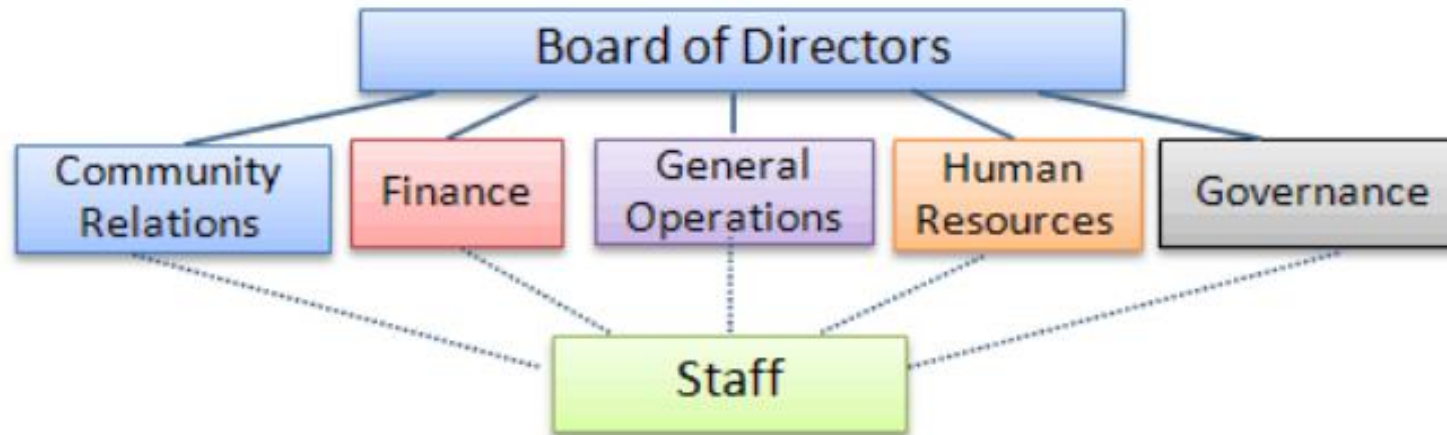 Board of Directors
Community
Relations
Finance
General
Operations
Human
Resources
Governance
Staff